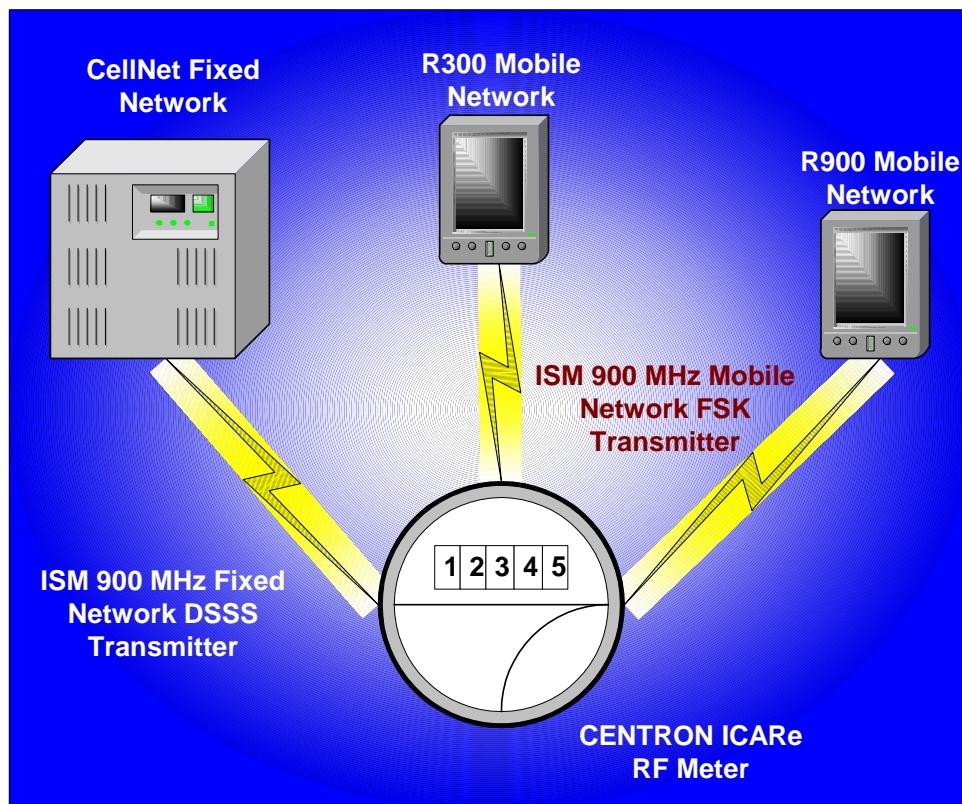 CellNet Fixed
Network
R300 Mobile
Network
R900 Mobile
Network
ISM 900 MHz Mobile
Network FSK
Transmitter
1 2 3 4 5
ISM 900 MHz Fixed
Network DSSS
Transmitter
CENTRON ICARe
RF Meter